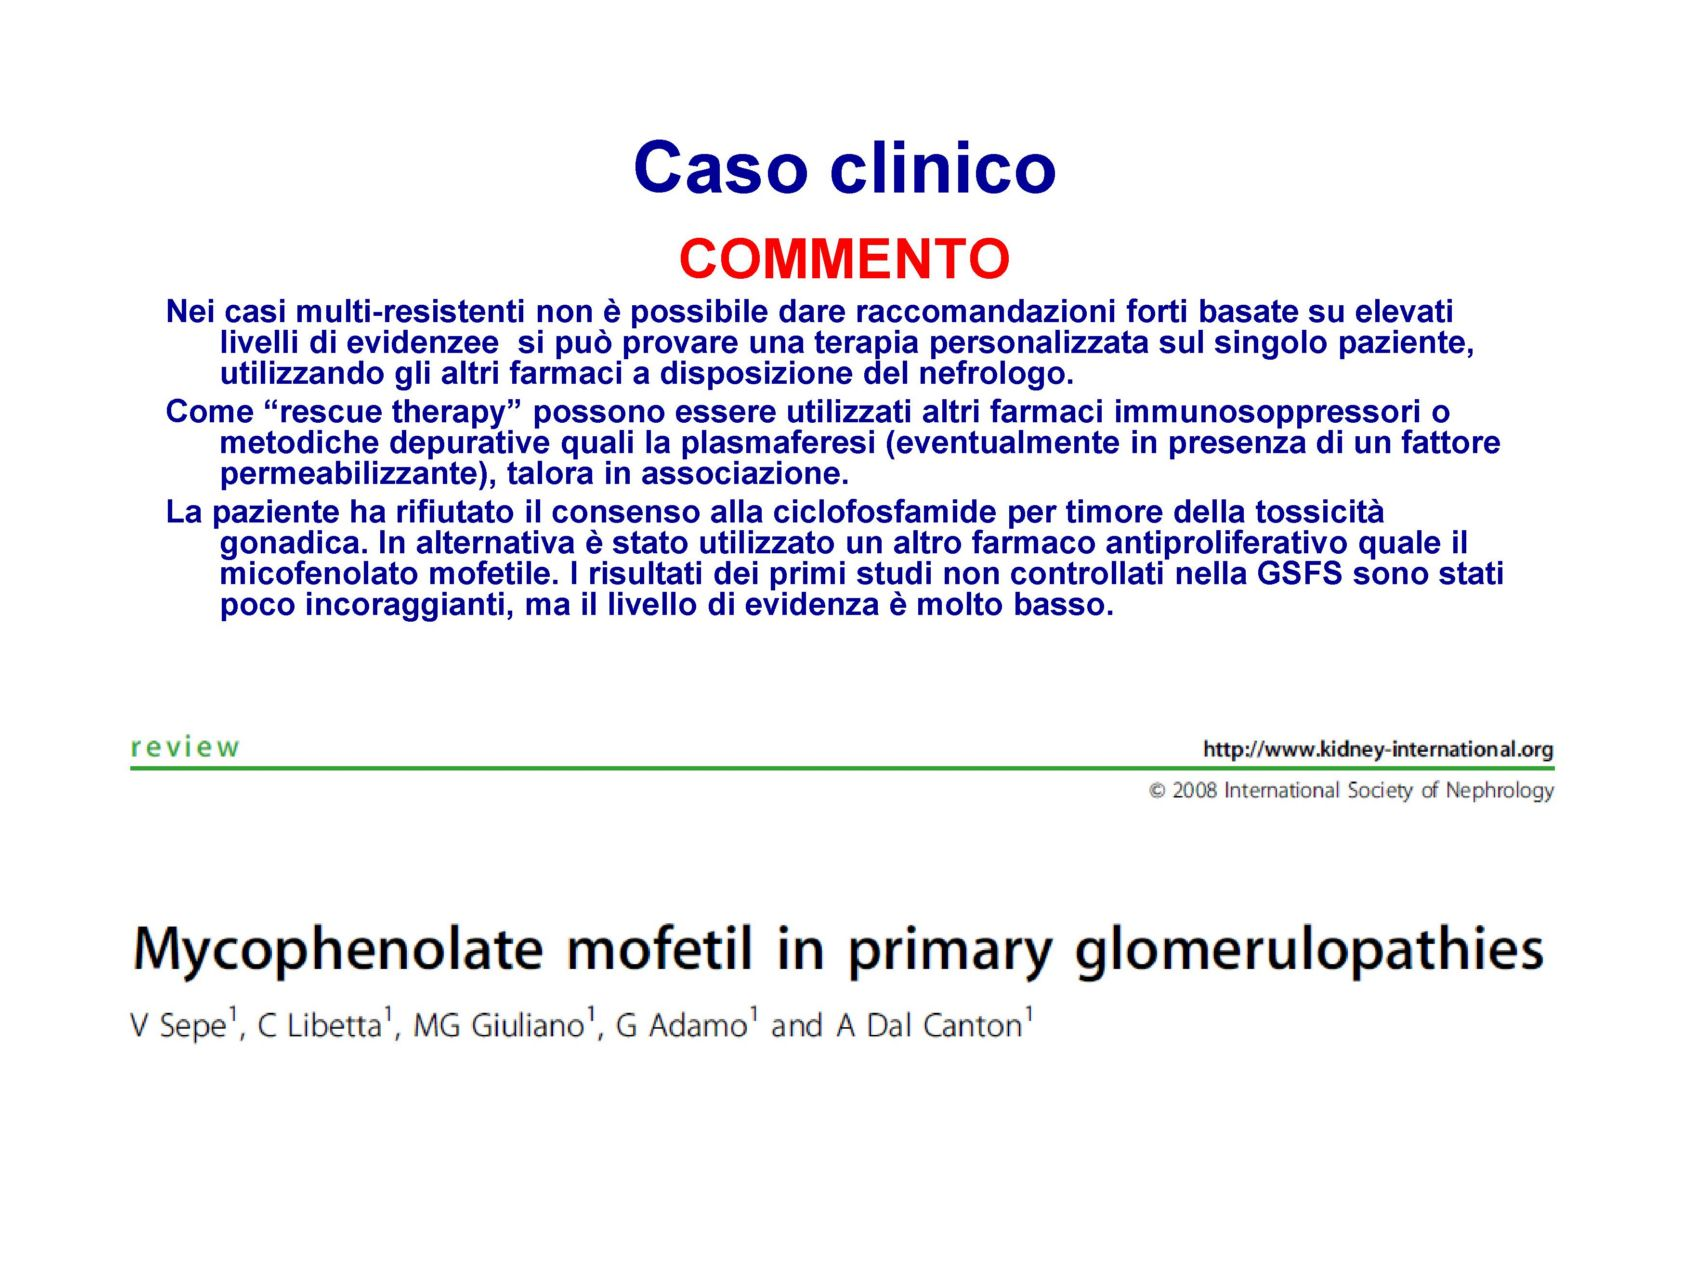 Caso clinico
COMMENTO
Nei casi multi-resistenti non è possibile dare raccomandazioni forti basate su elevati
livelli di evidenzee  si può provare una terapia personalizzata sul singolo paziente,
utilizzando gli altri farmaci a disposizione del nefrologo.
Come “rescue therapy” possono essere utilizzati altri farmaci immunosoppressori o
metodiche depurative quali la plasmaferesi (eventualmente in presenza di un fattore
permeabilizzante), talora in associazione.
La paziente ha rifiutato il consenso alla ciclofosfamide per timore della tossicità
gonadica. In alternativa è stato utilizzato un altro farmaco antiproliferativo quale il
micofenolato mofetile. I risultati dei primi studi non controllati nella GSFS sono stati
poco incoraggianti, ma il livello di evidenza è molto basso.
review
http://www.kidney-international.org
© 2008 International Society of Nephrology
Mycophenolate mofetil in primary glomerulopathies
V Sepe¹, C Libetta¹, MG Giuliano¹, G Adamo¹ and A Dal Canton¹